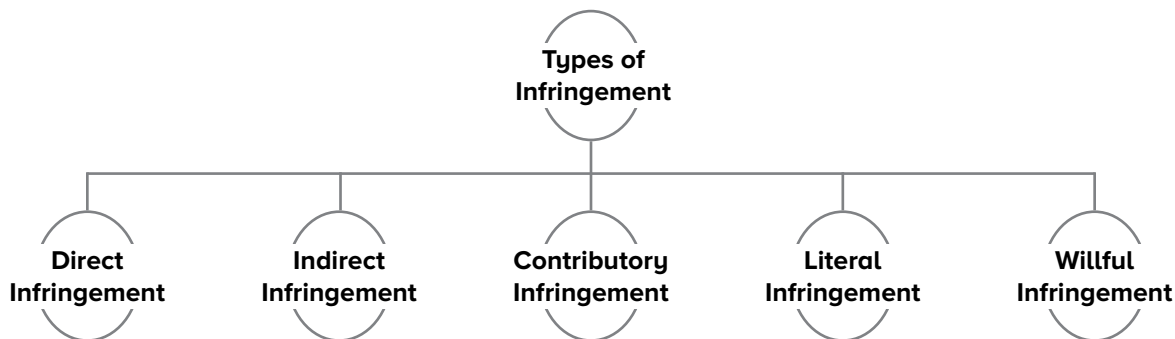 Types of
Infringement
Direct
Infringement
Indirect
Infringement
Contributory
Infringement
Literal
Infringement
Willful
Infringement